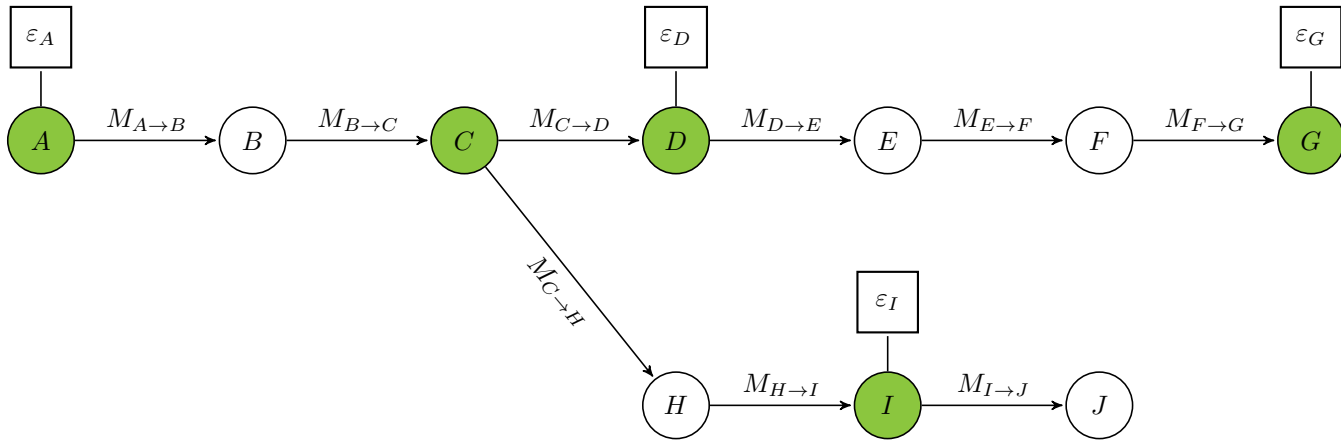 ε_A
ε_D
ε_G
M_{A→B}
M_{B→C}
M_{C→D}
M_{D→E}
M_{E→F}
M_{F→G}
A
B
C
D
E
F
G
M_{C→H}
ε_I
M_{H→I}
M_{I→J}
H
I
J